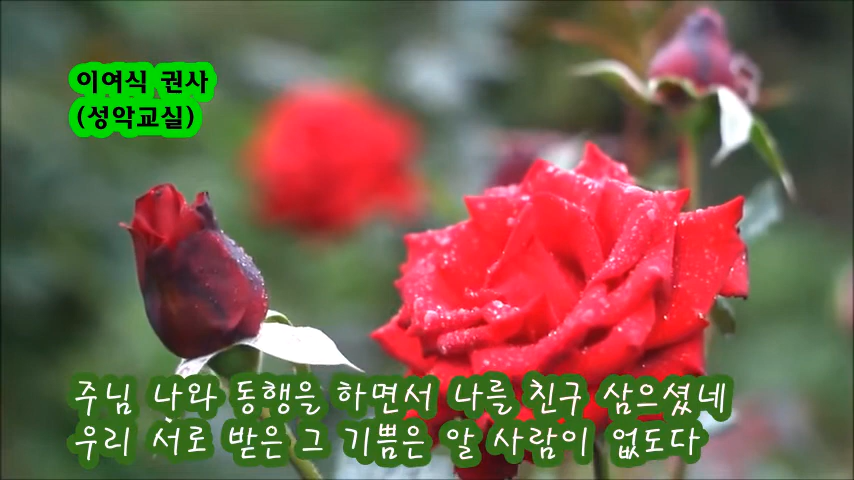 이여식 권사
(성악교실)
주님 나와 동행을 하면서 나를 친구 삼으셨네
우리 서로 받은 그 기쁨은 알 사람이 없도다